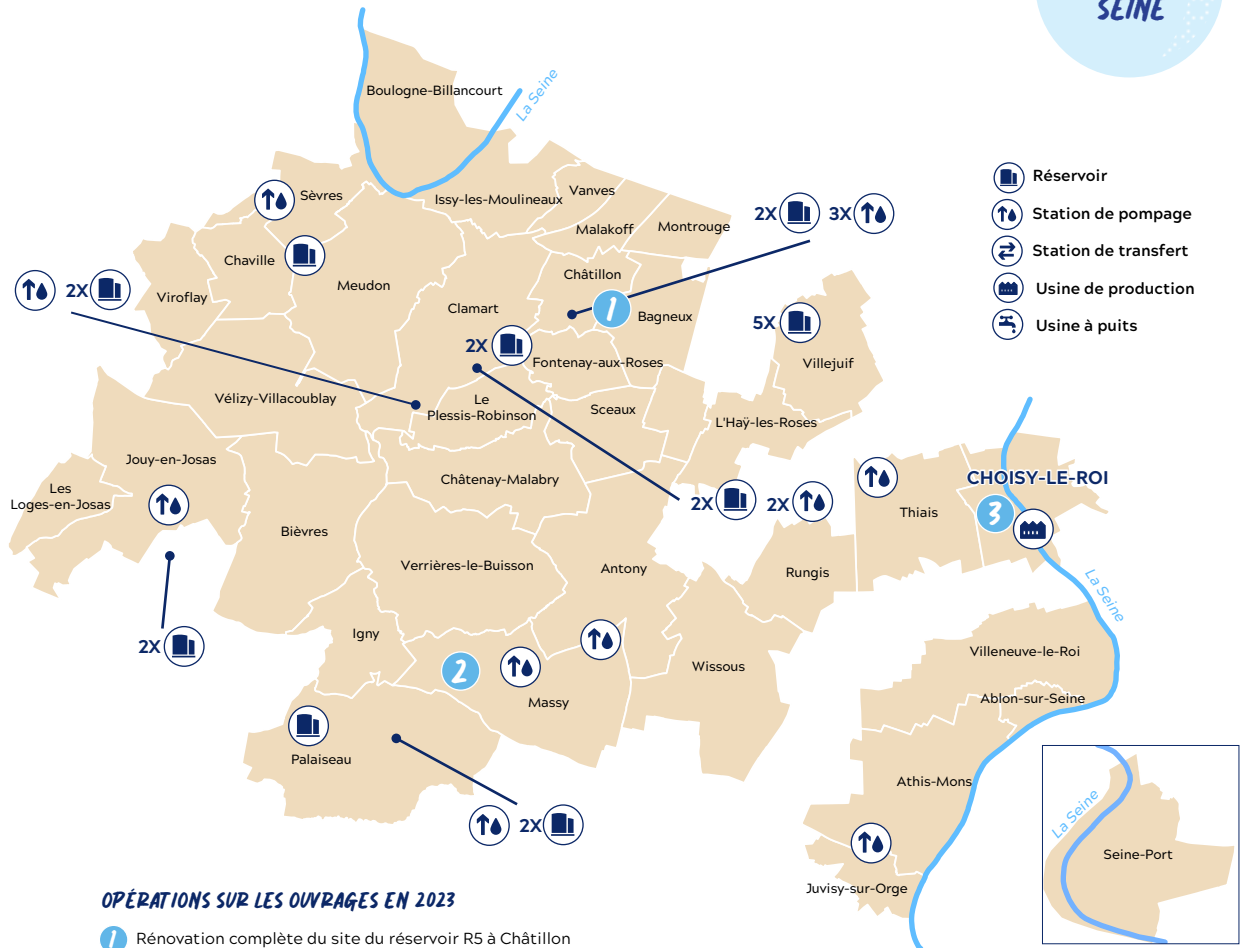 SEINE
Boulogne-Billancourt
La Seine
Sèvres
Issy-les-Moulineaux
Vanves
Malakoff
Montrouge
2X
3X
Réservoir
Station de pompage
Station de transfert
Usine de production
Usine à puits
Chaville
Viroflay
Meudon
Châtillon
Clamart
1
Bagneux
2X
5X
Villejuif
2X
Fontenay-aux-Roses
Vélizy-Villacoublay
Le
Plessis-Robinson
Sceaux
L'Haÿ-les-Roses
Jouy-en-Josas
Les
Loges-en-Josas
Châtenay-Malabry
CHOISY-LE-ROI
2X
2X
Thiais
3
Bièvres
Verrières-le-Buisson
Antony
Rungis
La Seine
Igny
2X
2
Massy
Wissous
Villeneuve-le-Roi
Ablon-sur-Seine
Palaiseau
Athis-Mons
2X
La Seine
Seine-Port
Juvisy-sur-Orge
OPÉRATIONS SUR LES OUVRAGES EN 2023
1 Rénovation complète du site du réservoir R5 à Châtillon